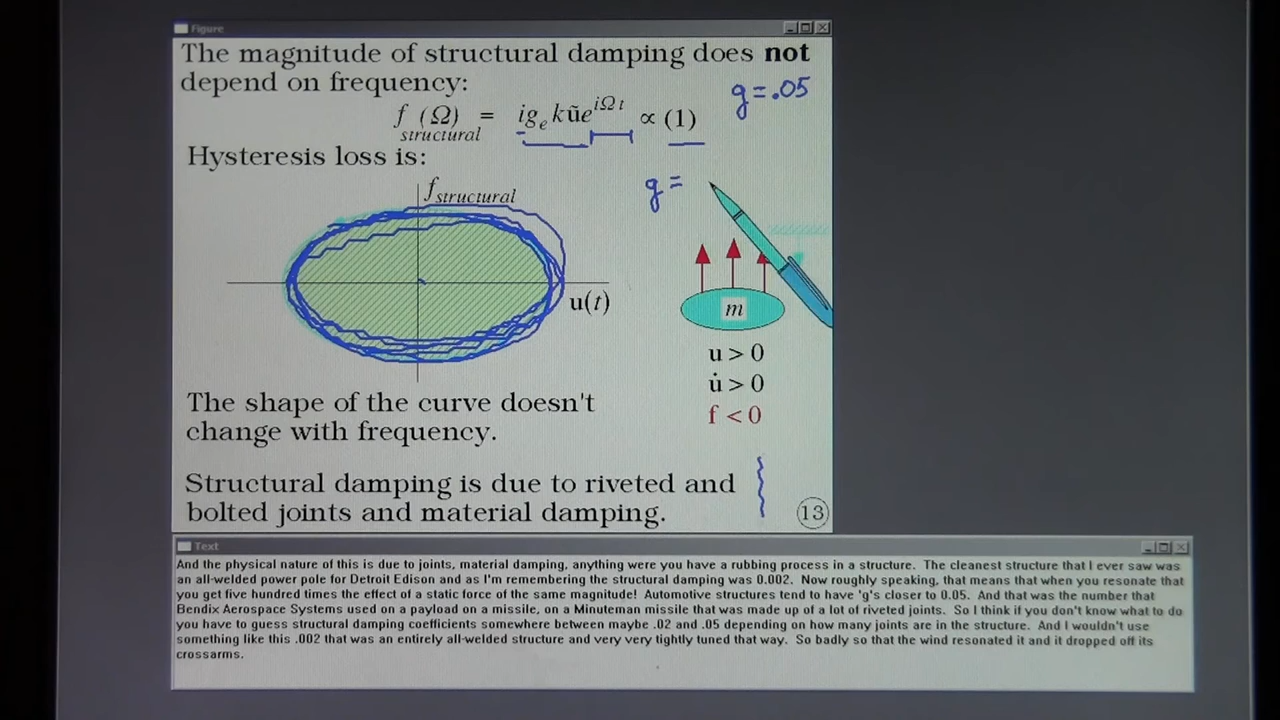 Figure
The magnitude of structural damping does not
depend on frequency:
g = .05
f (Ω) = ig_e kũe^{iΩt} ∝ (1)
structural
Hysteresis loss is:
g =
f_structural
u(t)
m
u > 0
u̇ > 0
f < 0
The shape of the curve doesn't
change with frequency.
Structural damping is due to riveted and
bolted joints and material damping.
13
Text
And the physical nature of this is due to joints, material damping, anything were you have a rubbing process in a structure. The cleanest structure that I ever saw was
an all-welded power pole for Detroit Edison and as I'm remembering the structural damping was 0.002. Now roughly speaking, that means that when you resonate that
you get five hundred times the effect of a static force of the same magnitude! Automotive structures tend to have 'g's closer to 0.05. And that was the number that
Bendix Aerospace Systems used on a payload on a missile, on a Minuteman missile that was made up of a lot of riveted joints. So I think if you don't know what to do
you have to guess structural damping coefficients somewhere between maybe .02 and .05 depending on how many joints are in the structure. And I wouldn't use
something like this .002 that was an entirely all-welded structure and very very tightly tuned that way. So badly so that the wind resonated it and it dropped off its
crossarms.